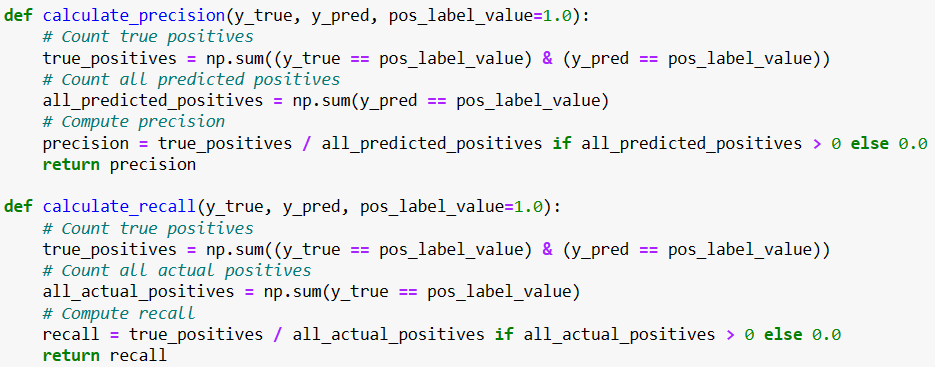 def calculate_precision(y_true, y_pred, pos_label_value=1.0):
    # Count true positives
    true_positives = np.sum((y_true == pos_label_value) & (y_pred == pos_label_value))
    # Count all predicted positives
    all_predicted_positives = np.sum(y_pred == pos_label_value)
    # Compute precision
    precision = true_positives / all_predicted_positives if all_predicted_positives > 0 else 0.0
    return precision

def calculate_recall(y_true, y_pred, pos_label_value=1.0):
    # Count true positives
    true_positives = np.sum((y_true == pos_label_value) & (y_pred == pos_label_value))
    # Count all actual positives
    all_actual_positives = np.sum(y_true == pos_label_value)
    # Compute recall
    recall = true_positives / all_actual_positives if all_actual_positives > 0 else 0.0
    return recall